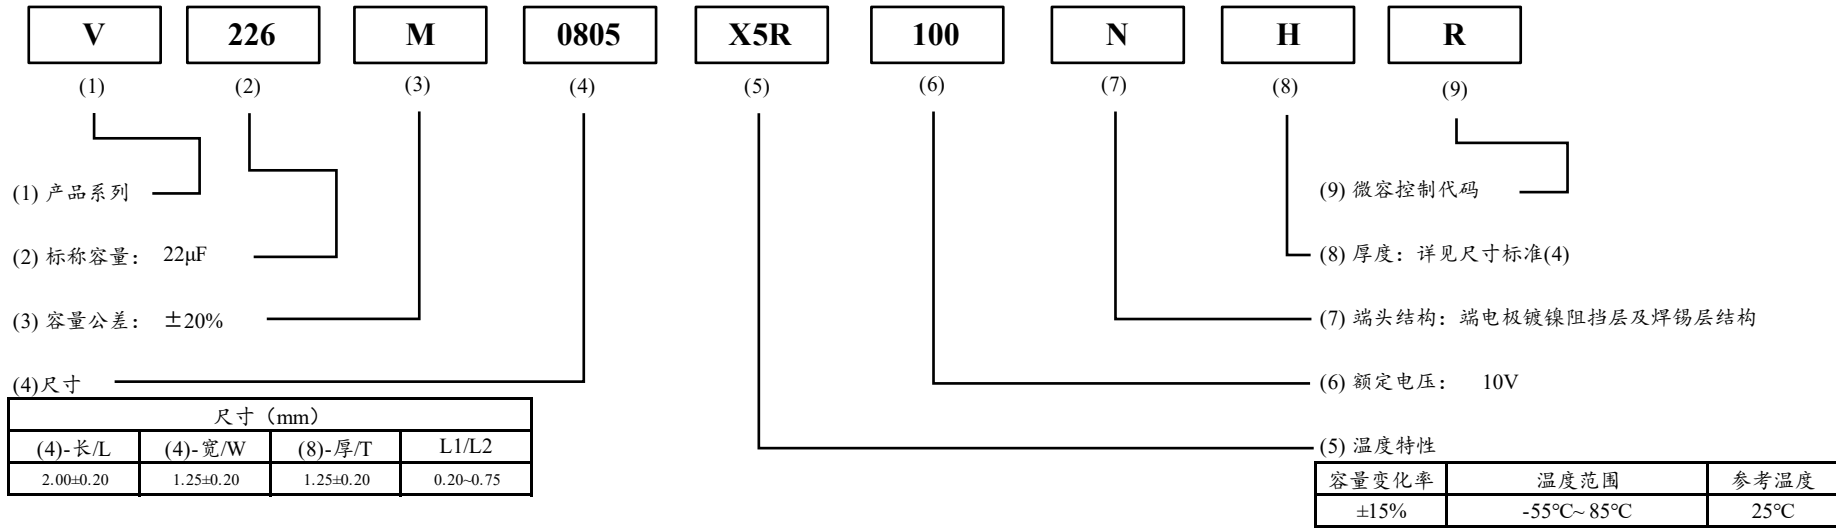 V 226 M 0805 X5R 100 N H R
(1) (2) (3) (4) (5) (6) (7) (8) (9)
(1) 产品系列
(9) 微容控制代码
(2) 标称容量： 22μF
(8) 厚度：详见尺寸标准(4)
(3) 容量公差： ±20%
(7) 端头结构：端电极镀镍阻挡层及焊锡层结构
(4)尺寸
(6) 额定电压： 10V
尺寸（mm）
(4)-长/L (4)-宽/W (8)-厚/T L1/L2
2.00±0.20 1.25±0.20 1.25±0.20 0.20~0.75
(5) 温度特性
容量变化率 温度范围 参考温度
±15% -55℃~ 85℃ 25℃